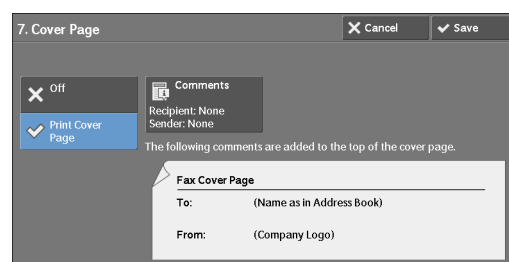 7. Cover Page
Cancel
Save
Off
Print Cover
Page
Comments
Recipient: None
Sender: None
The following comments are added to the top of the cover page.
Fax Cover Page
To: (Name as in Address Book)
From: (Company Logo)